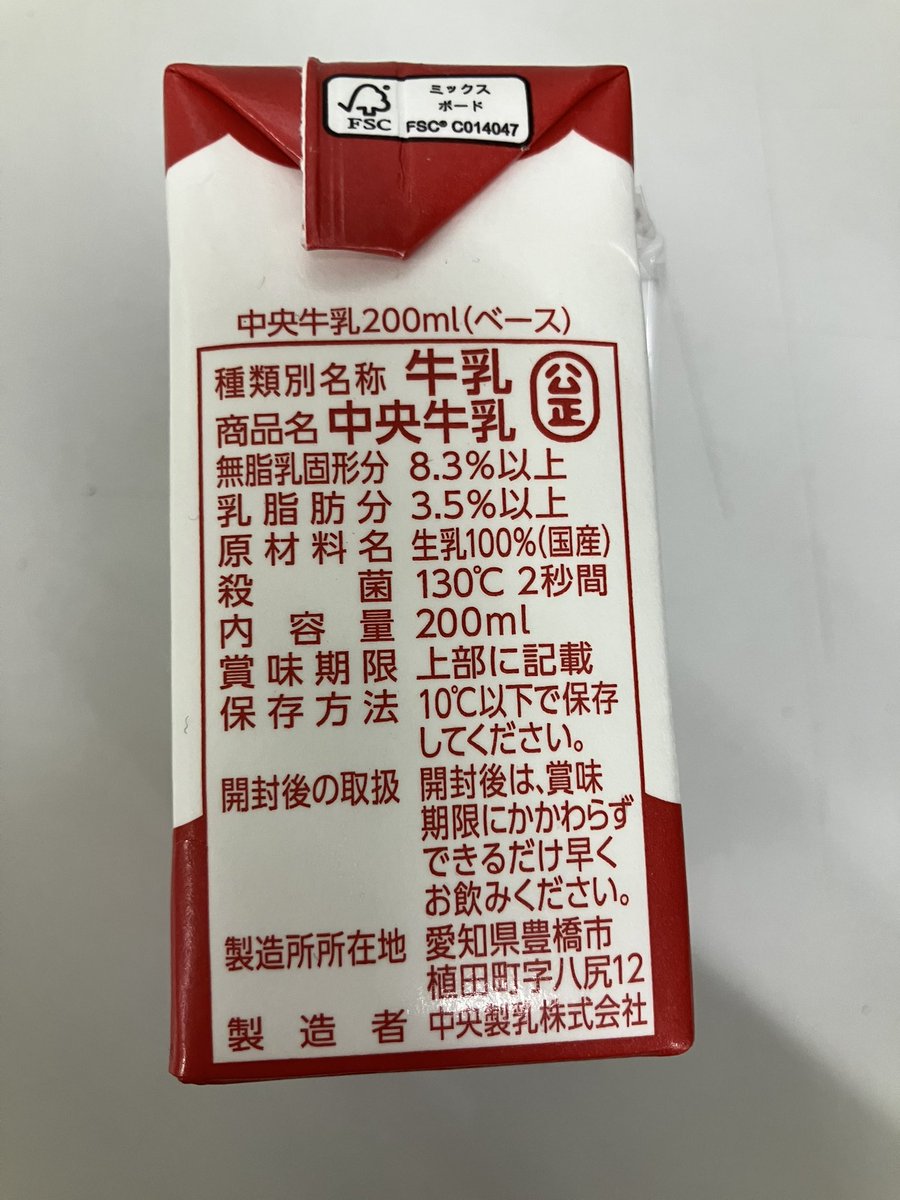 FSC
ミックス
ボード
FSC® C014047
中央牛乳200ml(ベース)
種類別名称 牛乳
公正
商品名 中央牛乳
無脂乳固形分 8.3%以上
乳脂肪分 3.5%以上
原材料名 生乳100%(国産)
殺菌 130℃ 2秒間
内容量 200ml
賞味期限 上部に記載
保存方法 10℃以下で保存
してください。
開封後の取扱 開封後は、賞味
期限にかかわらず
できるだけ早く
お飲みください。
製造所所在地 愛知県豊橋市
植田町字八尻12
製造者 中央製乳株式会社